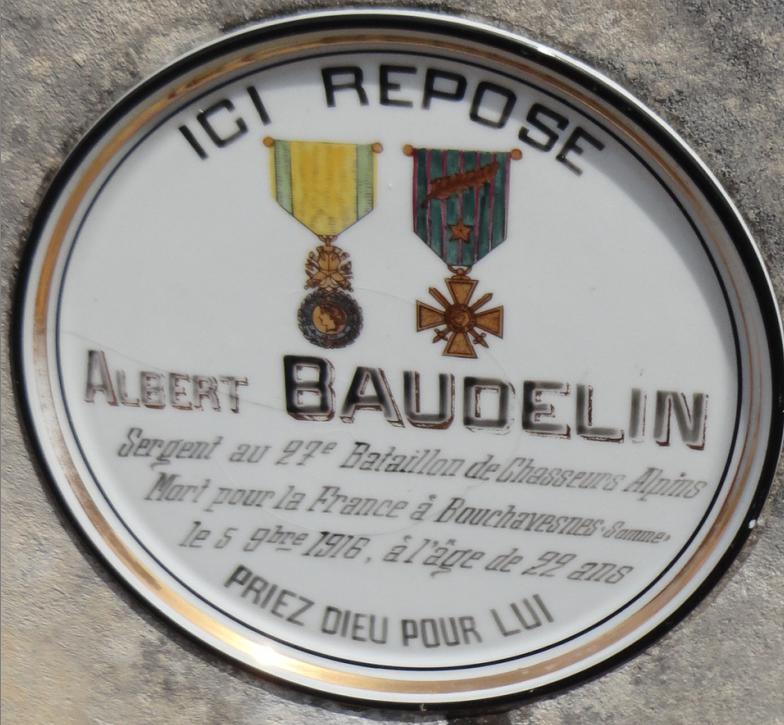 ICI REPOSE
ALBERT BAUDELIN
Sergent au 27e Bataillon de Chasseurs Alpins
Mort pour la France à Bouchavesnes (Somme)
le 5 9bre 1916, à l'âge de 22 ans
PRIEZ DIEU POUR LUI